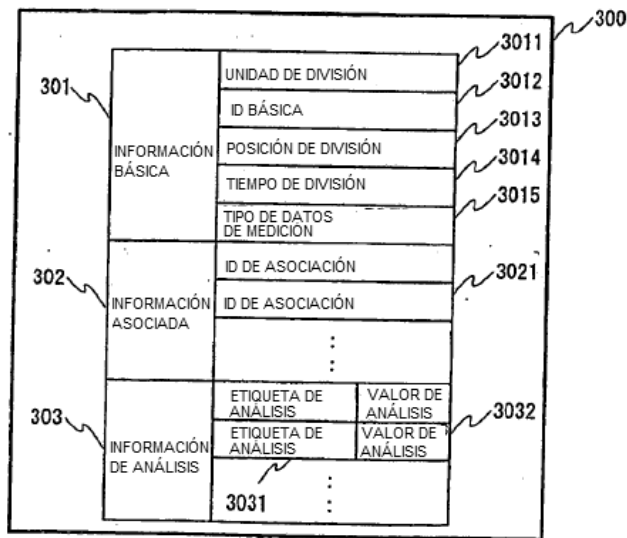 300
3011
UNIDAD DE DIVISIÓN
3012
301
ID BÁSICA
3013
POSICIÓN DE DIVISIÓN
3014
INFORMACIÓN
BÁSICA
TIEMPO DE DIVISIÓN
3015
TIPO DE DATOS
DE MEDICIÓN
ID DE ASOCIACIÓN
3021
302
INFORMACIÓN
ASOCIADA
ID DE ASOCIACIÓN
ETIQUETA DE
ANÁLISIS
VALOR DE
ANÁLISIS
3032
303
INFORMACIÓN
DE ANÁLISIS
ETIQUETA DE
ANÁLISIS
VALOR DE
ANÁLISIS
3031